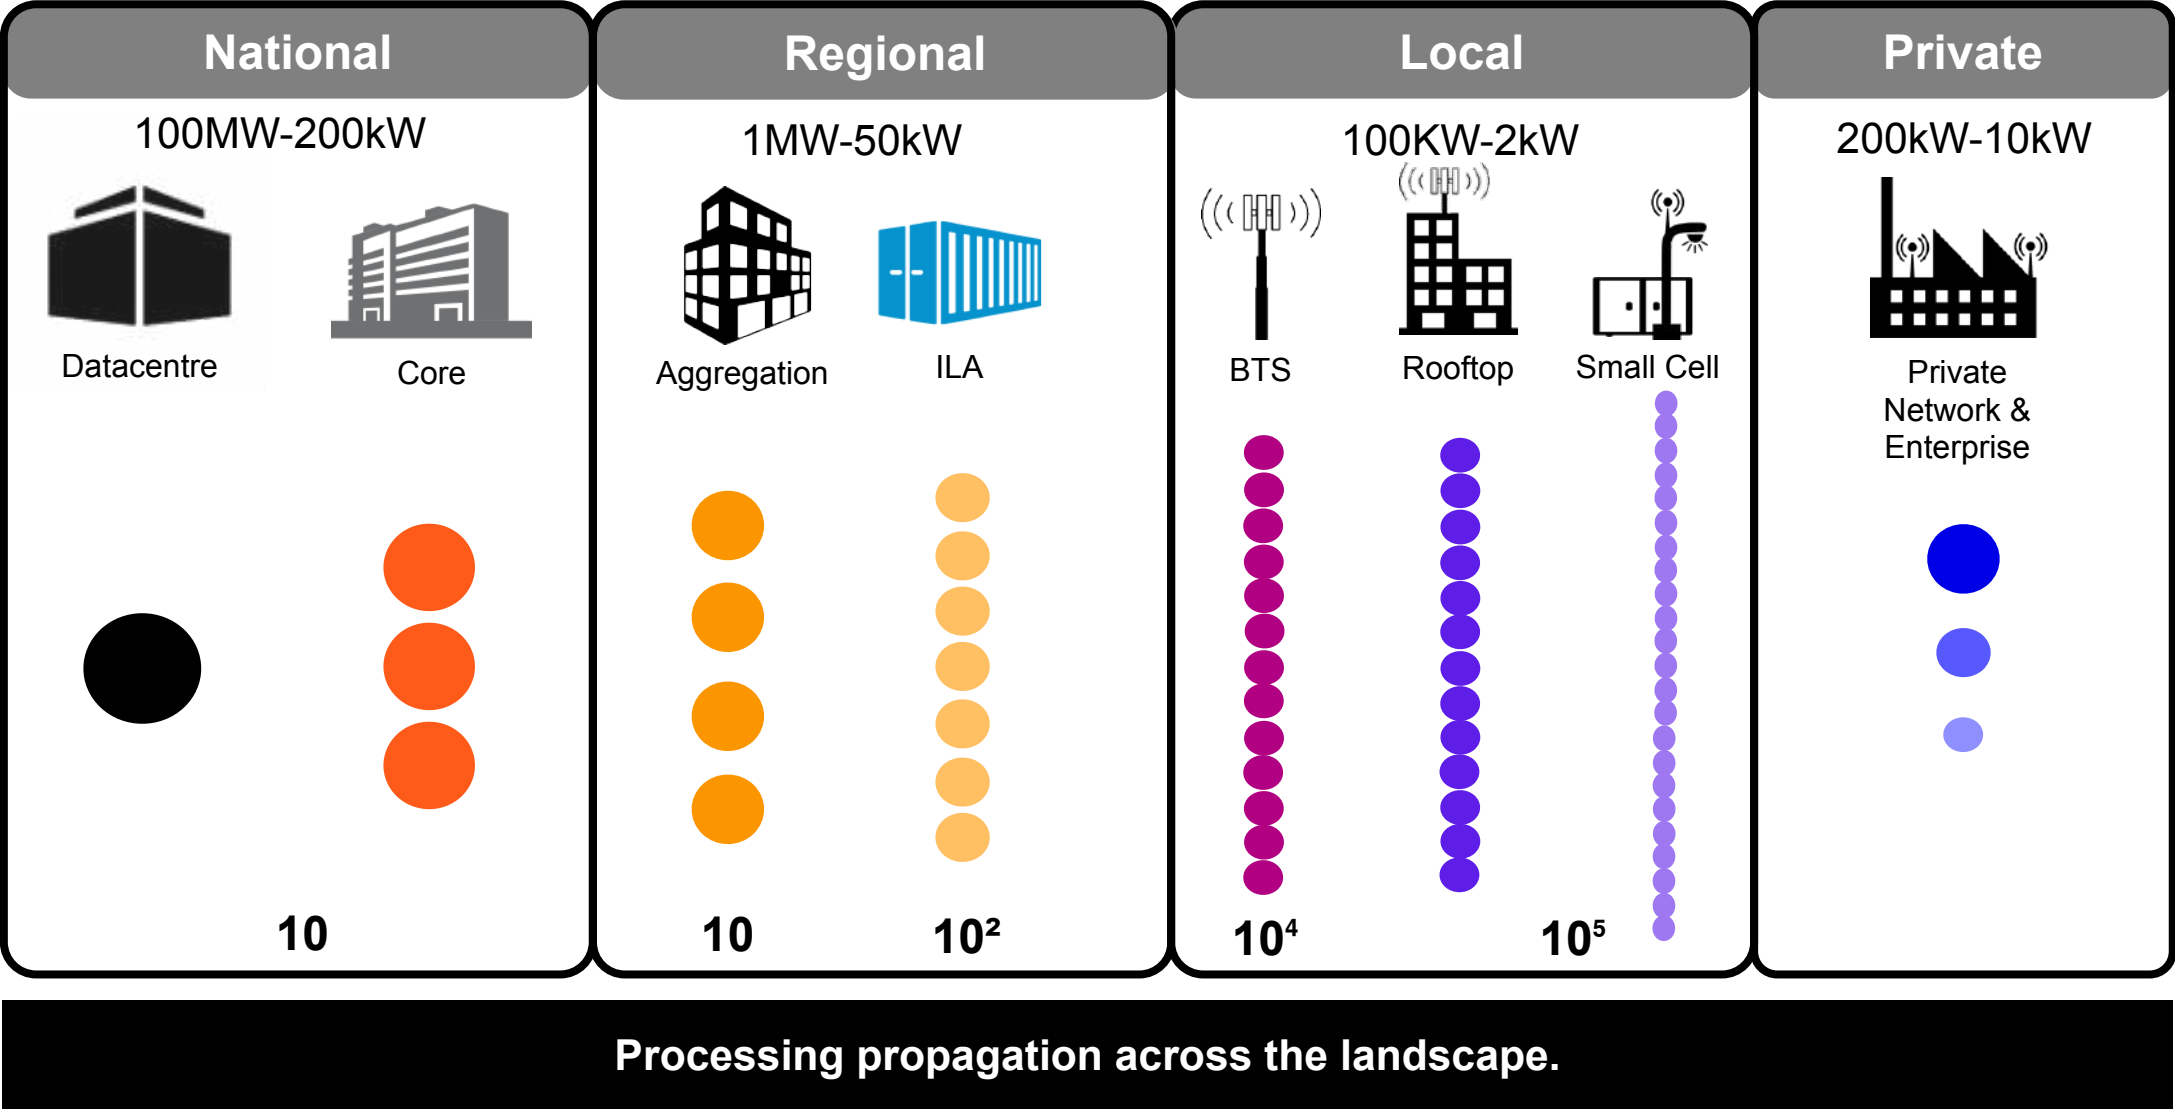 National
100MW-200kW
Datacentre
Core
10
Regional
1MW-50kW
Aggregation
ILA
10
10²
Local
100KW-2kW
BTS
Rooftop
Small Cell
10⁴
10⁵
Private
200kW-10kW
Private
Network &
Enterprise
Processing propagation across the landscape.